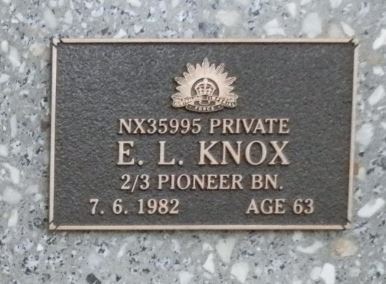 NX35995 PRIVATE
E. L. KNOX
2/3 PIONEER BN.
7. 6. 1982 AGE 63